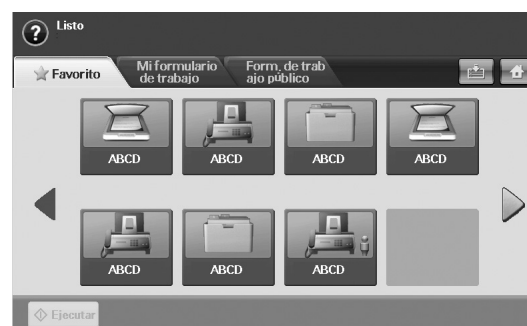 ? Listo
Favorito
Mi formulario
de trabajo
Form. de trab
ajo público
ABCD
ABCD
ABCD
ABCD
ABCD
ABCD
ABCD
Ejecutar